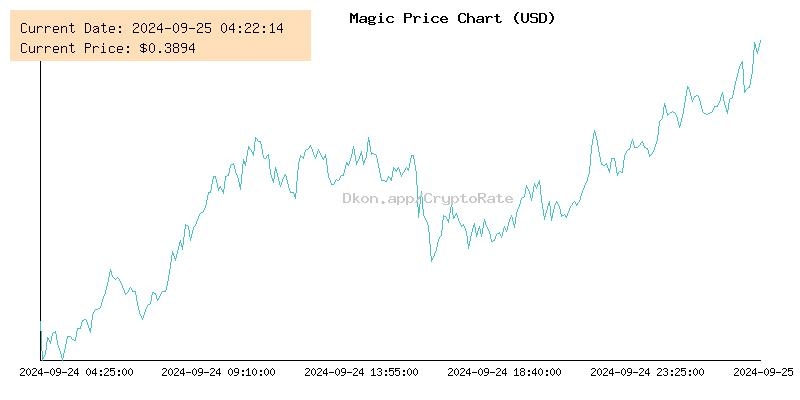 Magic Price Chart (USD)
Current Date: 2024-09-25 04:22:14
Current Price: $0.3894
Dkon.app/CryptoRate
2024-09-24 04:25:00 2024-09-24 09:10:00 2024-09-24 13:55:00 2024-09-24 18:40:00 2024-09-24 23:25:00 2024-09-25